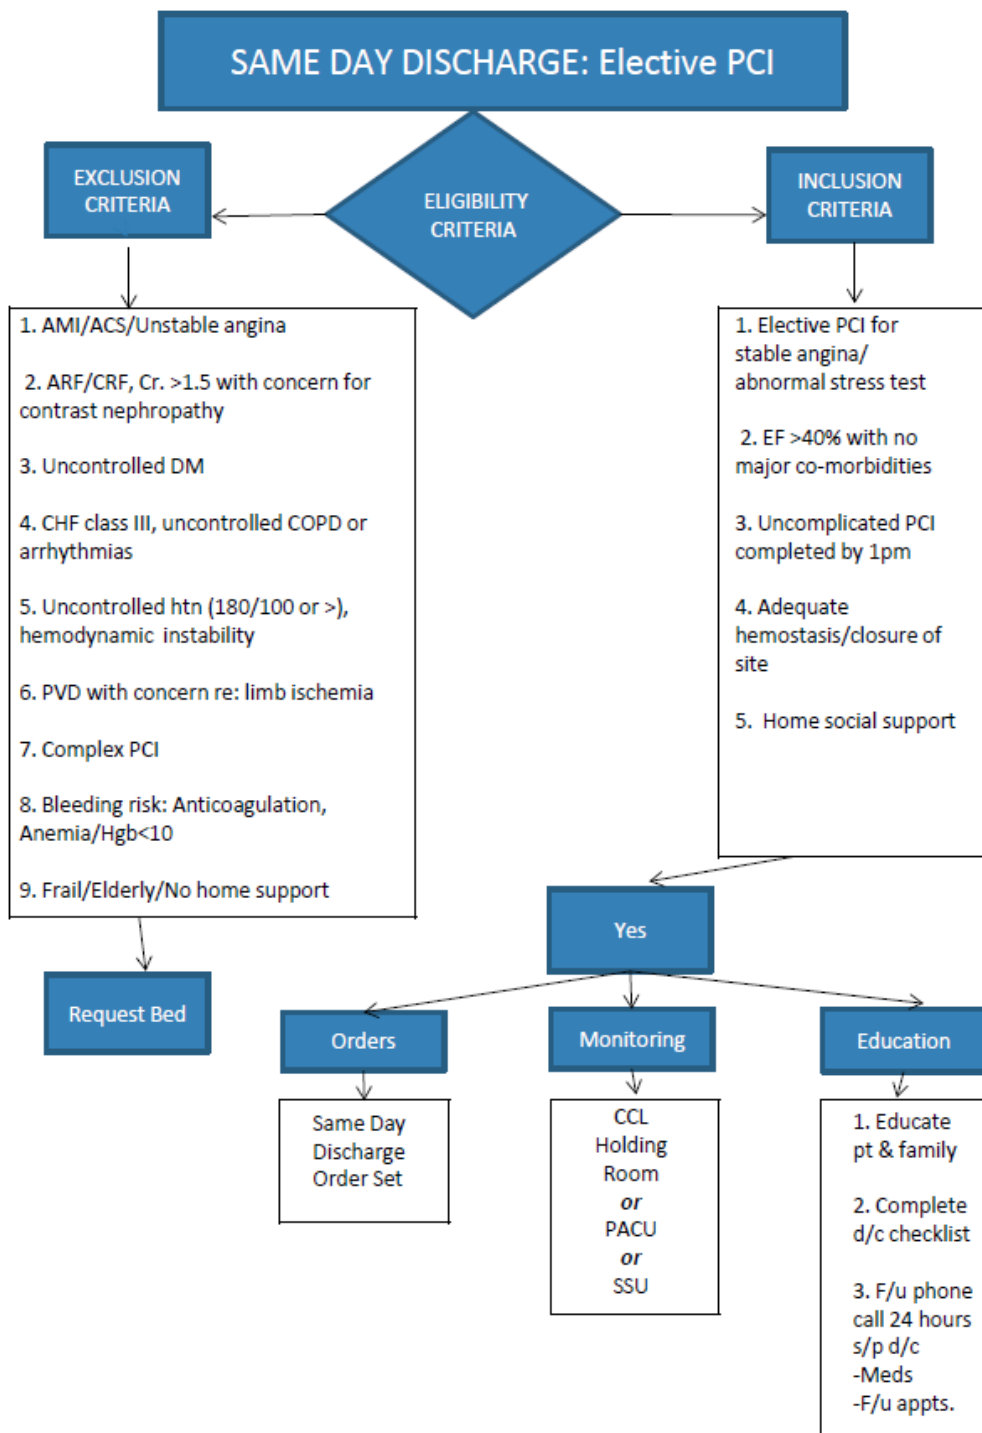 SAME DAY DISCHARGE: Elective PCI
EXCLUSION
CRITERIA
ELIGIBILITY
CRITERIA
INCLUSION
CRITERIA
1. AMI/ACS/Unstable angina
2. ARF/CRF, Cr. >1.5 with concern for
contrast nephropathy
3. Uncontrolled DM
4. CHF class III, uncontrolled COPD or
arrhythmias
5. Uncontrolled htn (180/100 or >),
hemodynamic instability
6. PVD with concern re: limb ischemia
7. Complex PCI
8. Bleeding risk: Anticoagulation,
Anemia/Hgb<10
9. Frail/Elderly/No home support
1. Elective PCI for
stable angina/
abnormal stress test
2. EF >40% with no
major co-morbidities
3. Uncomplicated PCI
completed by 1pm
4. Adequate
hemostasis/closure of
site
5. Home social support
Request Bed
Yes
Orders
Monitoring
Education
Same Day
Discharge
Order Set
CCL
Holding
Room
or
PACU
or
SSU
1. Educate
pt & family
2. Complete
d/c checklist
3. F/u phone
call 24 hours
s/p d/c
-Meds
-F/u appts.